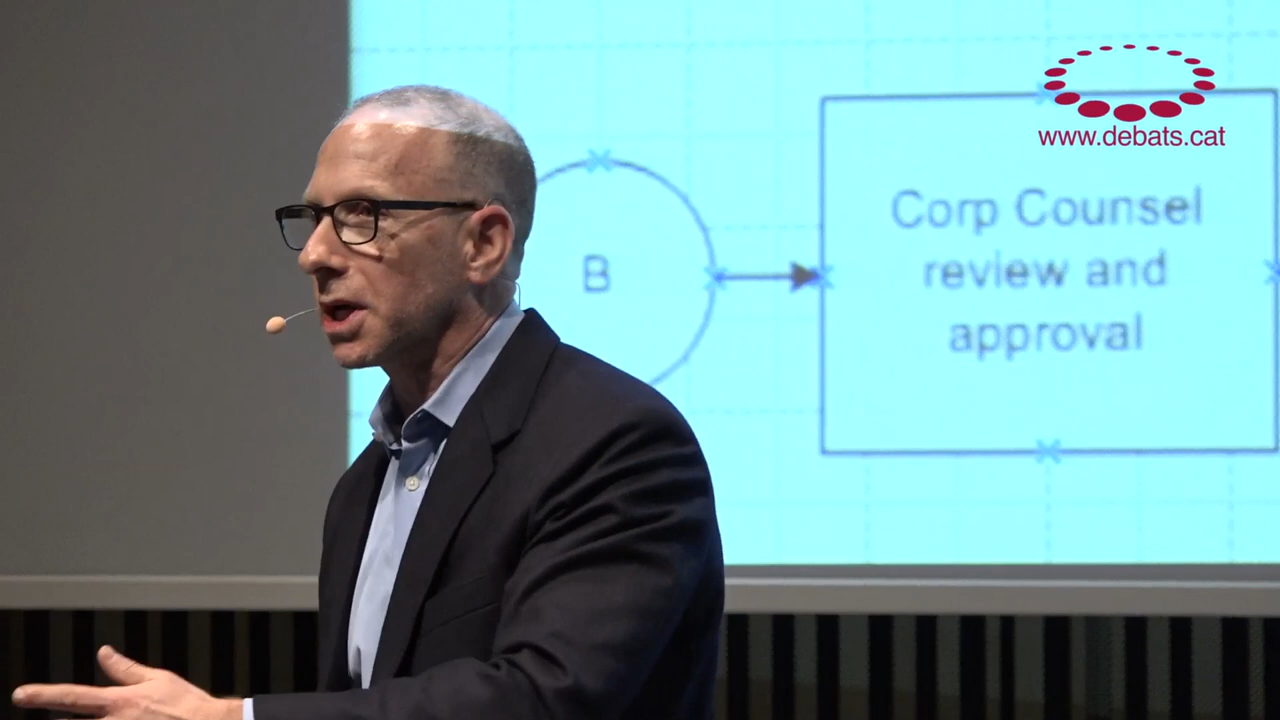 www.debats.cat
B
Corp Counsel
review and
approval